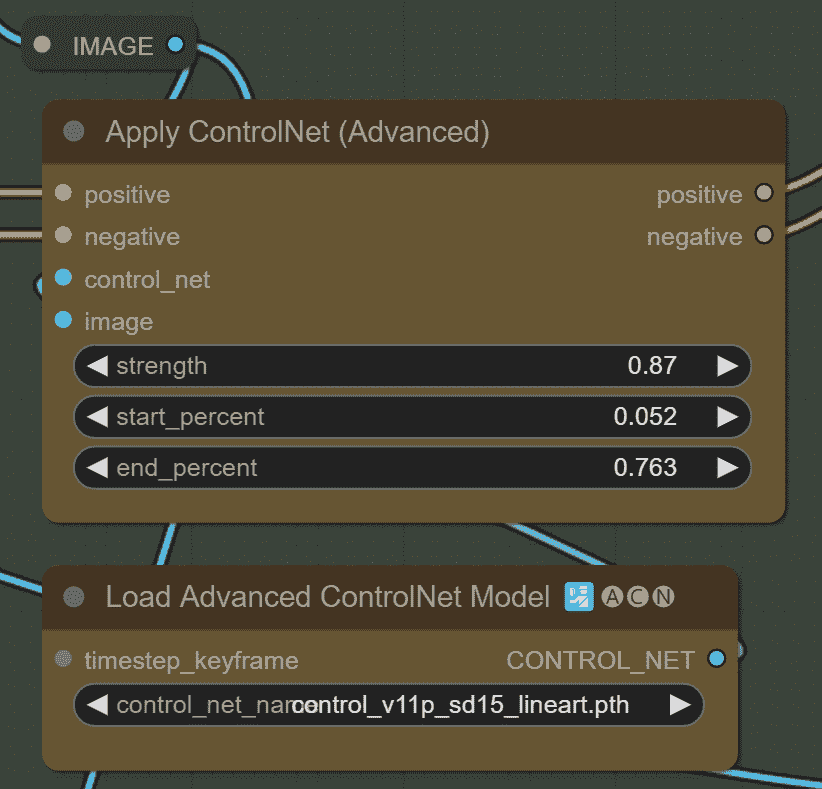 IMAGE
Apply ControlNet (Advanced)
positive positive
negative negative
control_net
image
strength 0.87
start_percent 0.052
end_percent 0.763
Load Advanced ControlNet Model 🛂🅐🅒🅝
timestep_keyframe CONTROL_NET
control_net_name control_v11p_sd15_lineart.pth